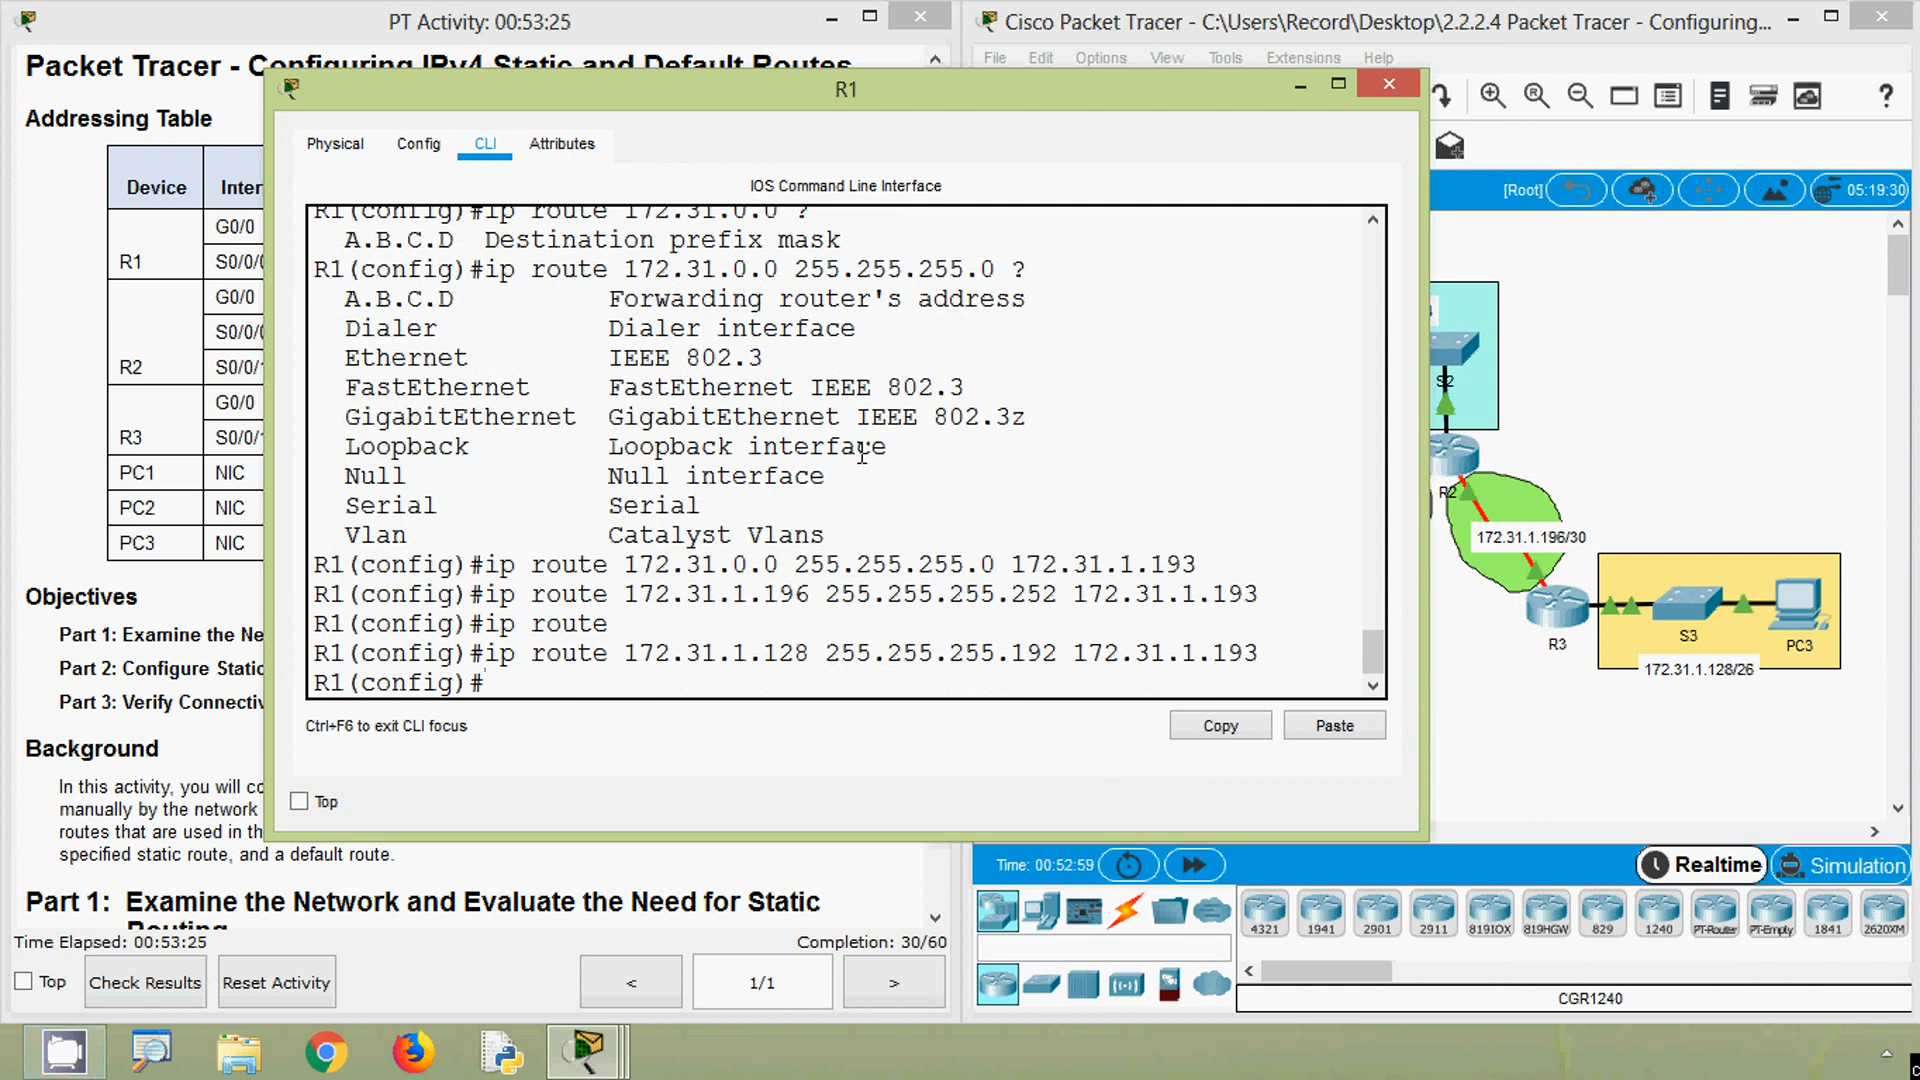 PT Activity: 00:53:25
Packet Tracer - Configuring IPv4 Static and Default Routes
Addressing Table
Device
R1
G0/0
R2
G0/0
R3
G0/0
PC1 NIC
PC2 NIC
PC3 NIC
Objectives
Part 1: Examine the Ne
Part 2: Configure Static
Part 3: Verify Connectiv
Background
In this activity, you will co
manually by the network
routes that are used in th
specified static route, and a default route.
Part 1: Examine the Network and Evaluate the Need for Static
Time Elapsed: 00:53:25
Completion: 30/60
Top
Check Results
Reset Activity
<
1/1
>
R1
Physical
Config
CLI
Attributes
IOS Command Line Interface
R1(config)#ip route 172.31.0.0 ?
A.B.C.D Destination prefix mask
R1(config)#ip route 172.31.0.0 255.255.255.0 ?
A.B.C.D Forwarding router's address
Dialer Dialer interface
Ethernet IEEE 802.3
FastEthernet FastEthernet IEEE 802.3
GigabitEthernet GigabitEthernet IEEE 802.3z
Loopback Loopback interface
Null Null interface
Serial Serial
Vlan Catalyst Vlans
R1(config)#ip route 172.31.0.0 255.255.255.0 172.31.1.193
R1(config)#ip route 172.31.1.196 255.255.255.252 172.31.1.193
R1(config)#ip route
R1(config)#ip route 172.31.1.128 255.255.255.192 172.31.1.193
R1(config)#
Ctrl+F6 to exit CLI focus
Copy
Paste
Top
Cisco Packet Tracer - C:\Users\Record\Desktop\2.2.2.4 Packet Tracer - Configuring...
File Edit Options View Tools Extensions Help
?
[Root]
05:19:30
S2
R2
172.31.1.196/30
R3
S3
PC3
172.31.1.128/26
Time: 00:52:59
Realtime
Simulation
4321 1941 2901 2911 819IOX 819HGW 829 1240 PT-Router PT-Empty 1841 2620XM
CGR1240